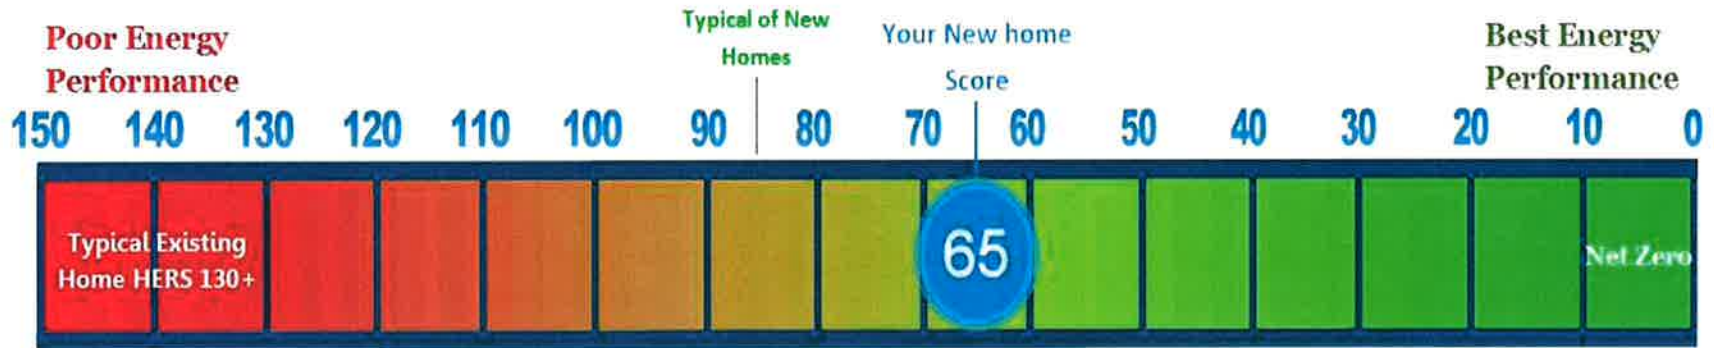 Poor Energy
Performance
Typical of New
Homes
Your New home
Score
Best Energy
Performance
150 140 130 120 110 100 90 80 70 60 50 40 30 20 10 0
Typical Existing
Home HERS 130+
65
Net Zero